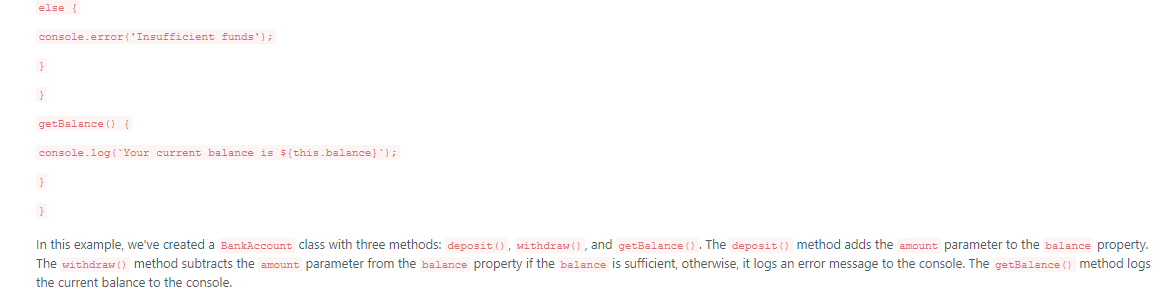 else {
console.error('Insufficient funds');
}
}
getBalance() {
console.log(`Your current balance is ${this.balance}`);
}
}
In this example, we've created a BankAccount class with three methods: deposit(), withdraw(), and getBalance(). The deposit() method adds the amount parameter to the balance property.
The withdraw() method subtracts the amount parameter from the balance property if the balance is sufficient, otherwise, it logs an error message to the console. The getBalance() method logs
the current balance to the console.